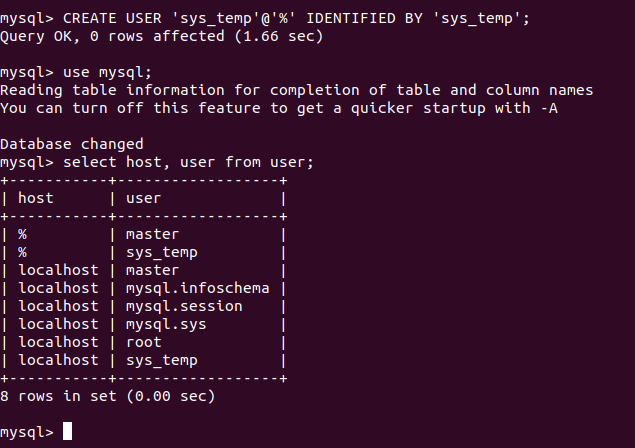 mysql> CREATE USER 'sys_temp'@'%' IDENTIFIED BY 'sys_temp';
Query OK, 0 rows affected (1.66 sec)
mysql> use mysql;
Reading table information for completion of table and column names
You can turn off this feature to get a quicker startup with -A
Database changed
mysql> select host, user from user;
+-----------+------------------+
| host      | user             |
+-----------+------------------+
| %         | master           |
| %         | sys_temp         |
| localhost | master           |
| localhost | mysql.infoschema |
| localhost | mysql.session    |
| localhost | mysql.sys        |
| localhost | root             |
| localhost | sys_temp         |
+-----------+------------------+
8 rows in set (0.00 sec)
mysql>